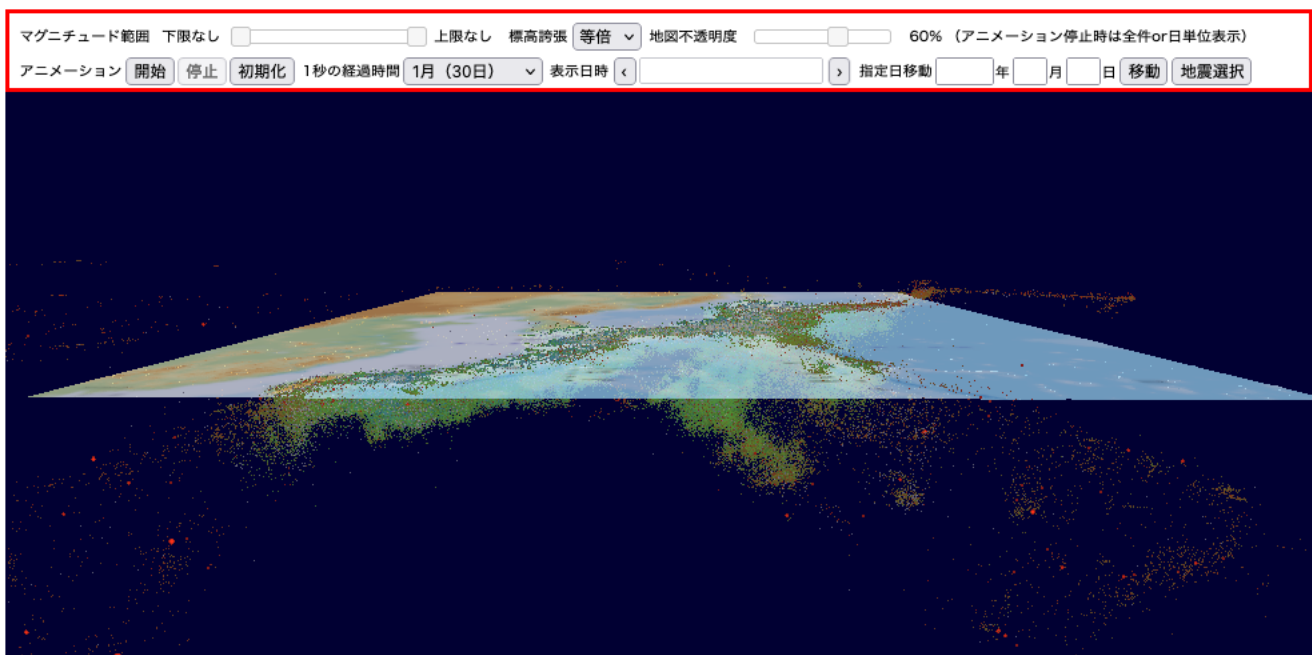 マグニチュード範囲 下限なし 上限なし 標高誇張 等倍 地図不透明度 60% （アニメーション停止時は全件or日単位表示）
アニメーション 開始 停止 初期化 1秒の経過時間 1月（30日） 表示日時 ‹ › 指定日移動 年 月 日 移動 地震選択